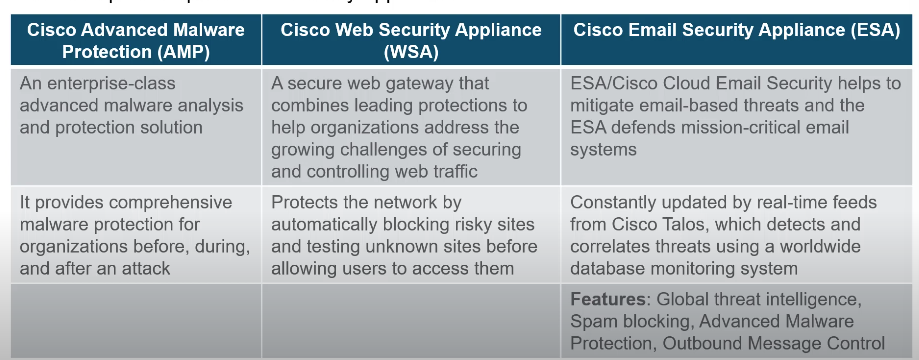 Cisco Advanced Malware
Protection (AMP)
Cisco Web Security Appliance
(WSA)
Cisco Email Security Appliance (ESA)
An enterprise-class
advanced malware analysis
and protection solution
A secure web gateway that
combines leading protections to
help organizations address the
growing challenges of securing
and controlling web traffic
ESA/Cisco Cloud Email Security helps to
mitigate email-based threats and the
ESA defends mission-critical email
systems
It provides comprehensive
malware protection for
organizations before, during,
and after an attack
Protects the network by
automatically blocking risky sites
and testing unknown sites before
allowing users to access them
Constantly updated by real-time feeds
from Cisco Talos, which detects and
correlates threats using a worldwide
database monitoring system
Features: Global threat intelligence,
Spam blocking, Advanced Malware
Protection, Outbound Message Control